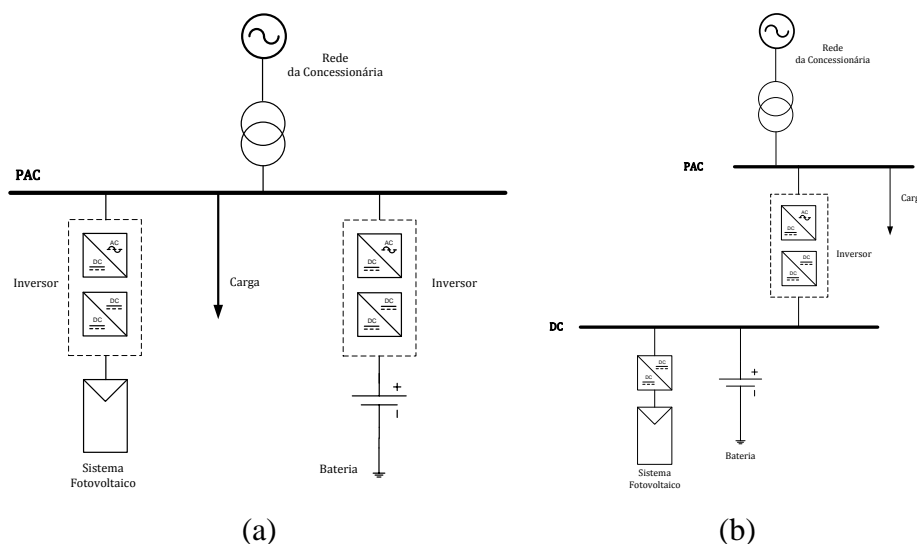 Rede
da Concessionária
PAC
AC
DC
DC
DC
Inversor
Carga
AC
DC
DC
DC
Inversor
+
Sistema
Fotovoltaico
Bateria
(a)
Rede
da Concessionária
PAC
Carg
AC
DC
DC
DC
Inversor
DC
DC
DC
+
Sistema
Fotovoltaico
Bateria
(b)